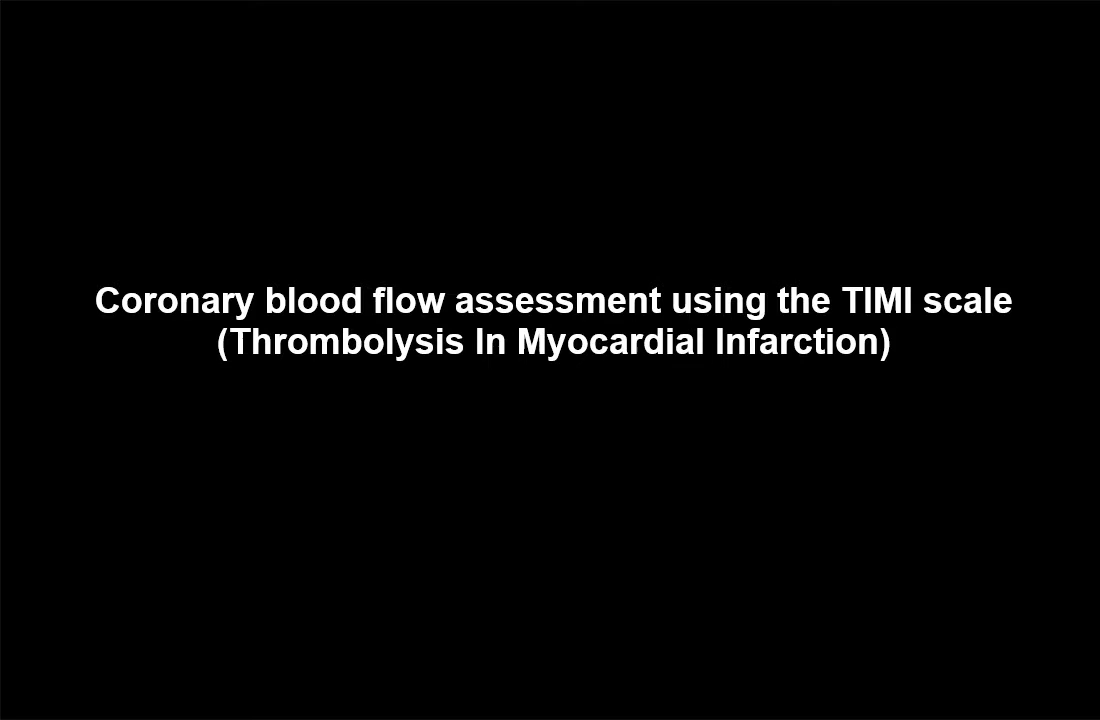 Coronary blood flow assessment using the TIMI scale
(Thrombolysis In Myocardial Infarction)